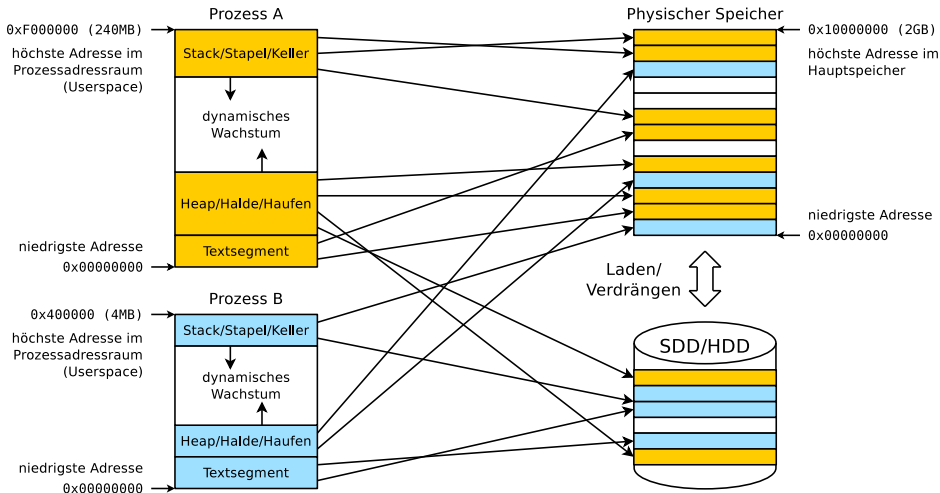 Prozess A
0xF000000 (240MB)
höchste Adresse im
Prozessadressraum
(Userspace)
Stack/Stapel/Keller
dynamisches
Wachstum
Heap/Halde/Haufen
Textsegment
niedrigste Adresse
0x00000000
Prozess B
0x400000 (4MB)
höchste Adresse im
Prozessadressraum
(Userspace)
Stack/Stapel/Keller
dynamisches
Wachstum
Heap/Halde/Haufen
Textsegment
niedrigste Adresse
0x00000000
Physischer Speicher
0x10000000 (2GB)
höchste Adresse im
Hauptspeicher
niedrigste Adresse
0x00000000
Laden/
Verdrängen
SDD/HDD